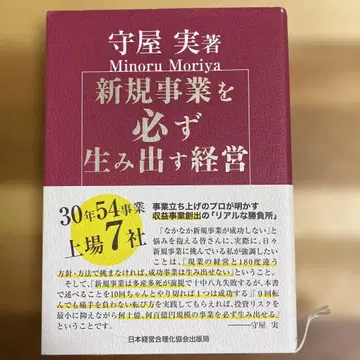 守屋 実著
Minoru Moriya
新規事業を
必ず
生み出す経営
30年54事業
上場7社
事業立ち上げのプロが明かす
収益事業創出の「リアルな勝負所」
「なかなか新規事業が成功しない」と
悩みを抱える皆さんに、実際に、日々
新規事業に挑んでいる私が強調したい
ことは、「現業の経営と180度違う
方針・方法で挑まなければ、成功事業は生み出せない」ということ。
そして、「新規事業は多産多死が前提で十中八九失敗するが、本書
で述べることを10回ちゃんとやり切れば1つは成功する」「9回転
んでも痛手を負わない転び方を実践してもらえれば、投資リスクを
最小に抑えながら何十億、何百億円規模の事業を必ず生み出せる」
ということです。
――守屋 実
日本経営合理化協会出版局